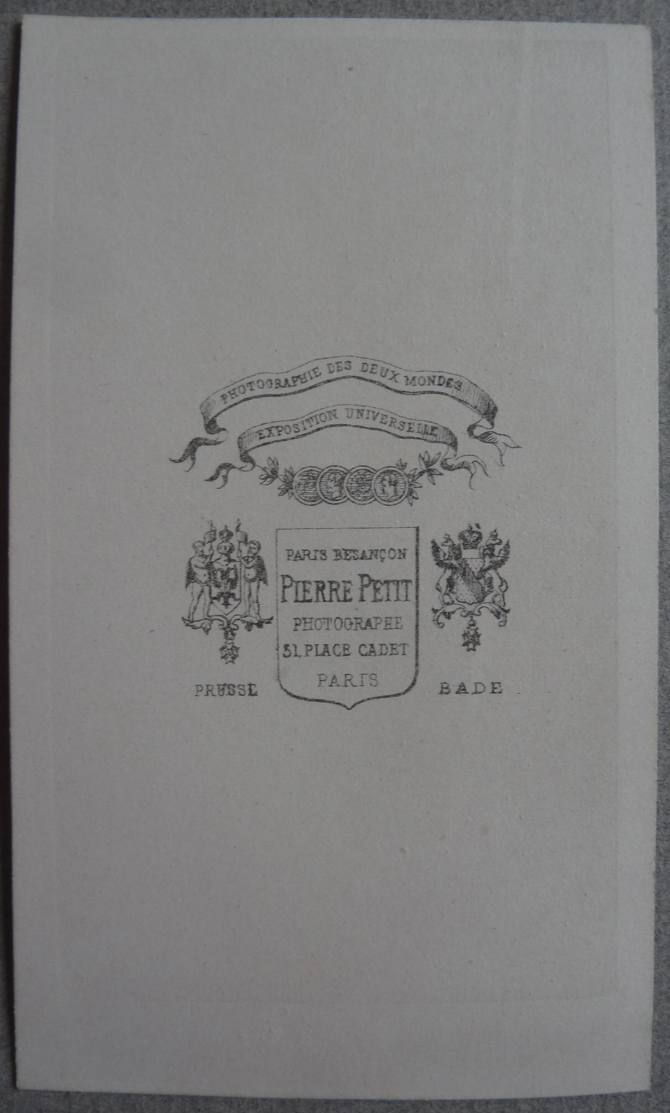 PHOTOGRAPHIE DES DEUX MONDES
EXPOSITION UNIVERSELLE
PARIS BESANÇON
PIERRE PETIT
PHOTOGRAPHE
31, PLACE CADET
PARIS
PRUSSE
BADE